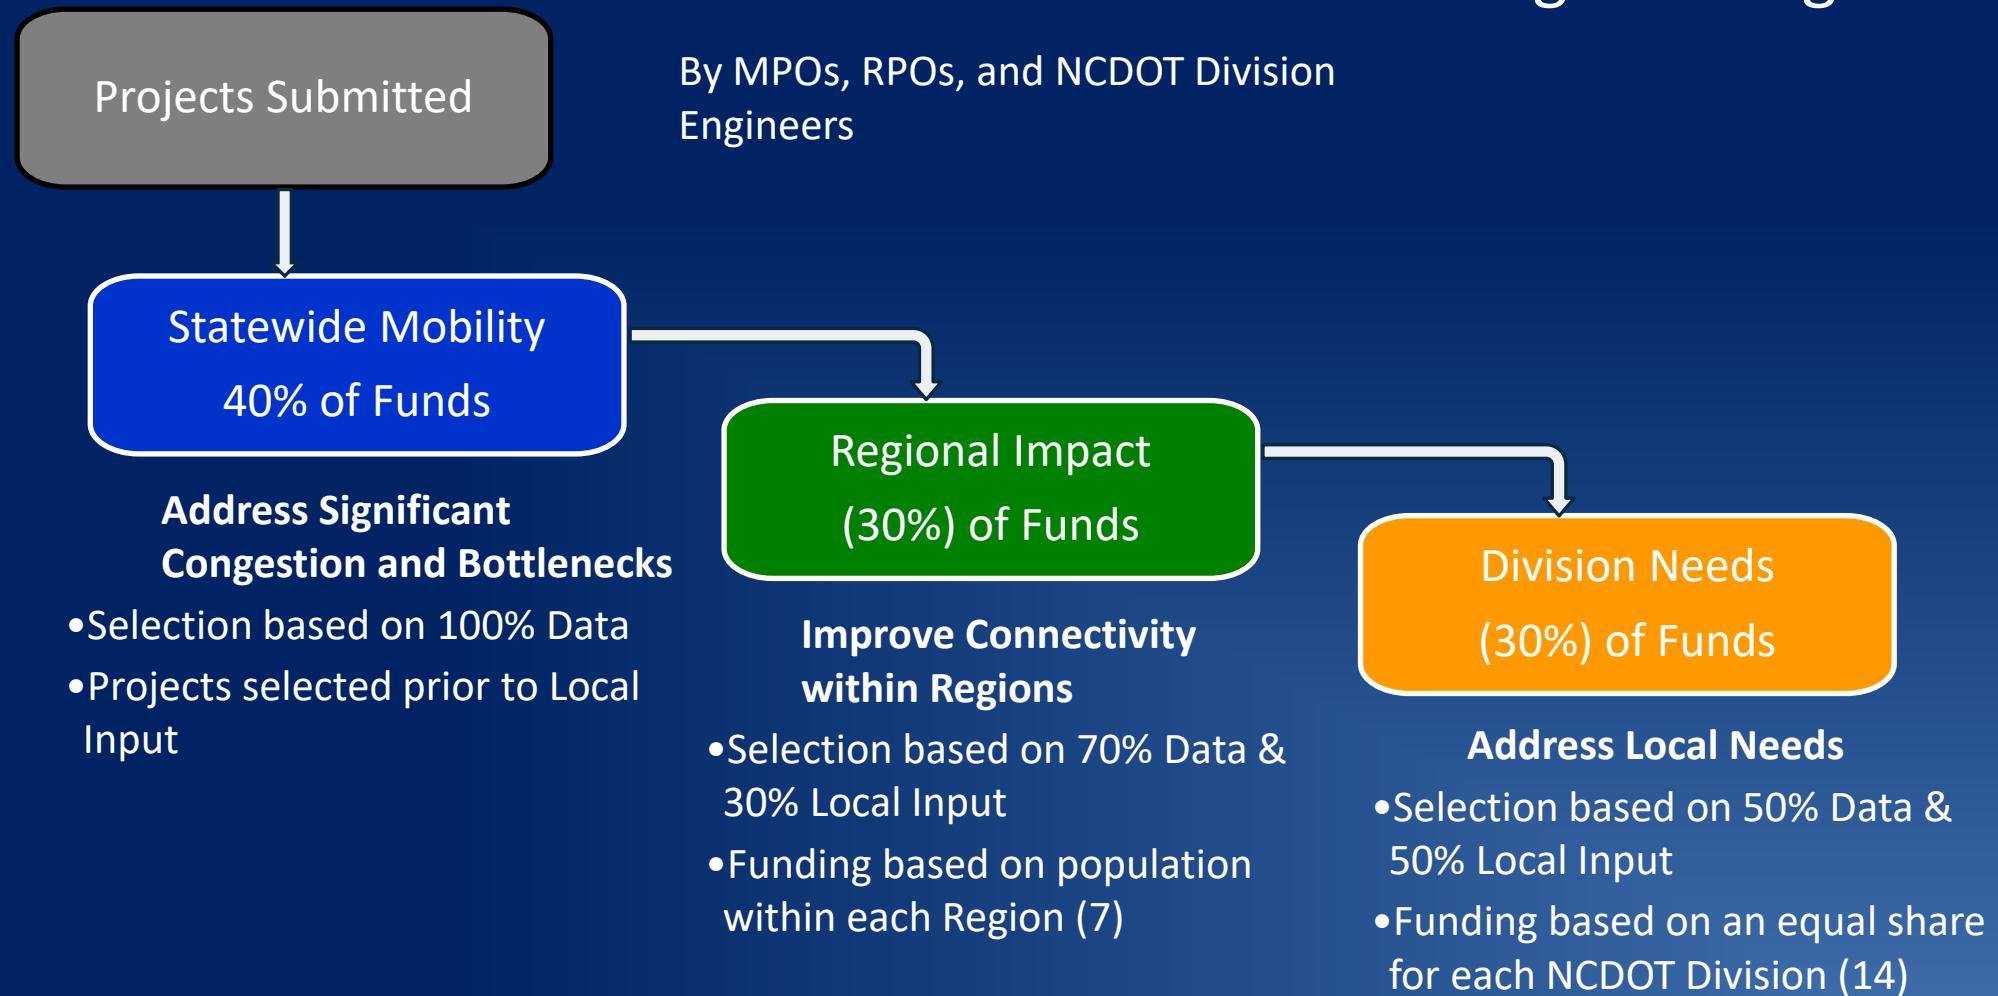 Projects Submitted
By MPOs, RPOs, and NCDOT Division
Engineers
Statewide Mobility
40% of Funds
Address Significant
Congestion and Bottlenecks
•Selection based on 100% Data
•Projects selected prior to Local
Input
Regional Impact
(30%) of Funds
Improve Connectivity
within Regions
•Selection based on 70% Data &
30% Local Input
•Funding based on population
within each Region (7)
Division Needs
(30%) of Funds
Address Local Needs
•Selection based on 50% Data &
50% Local Input
•Funding based on an equal share
for each NCDOT Division (14)